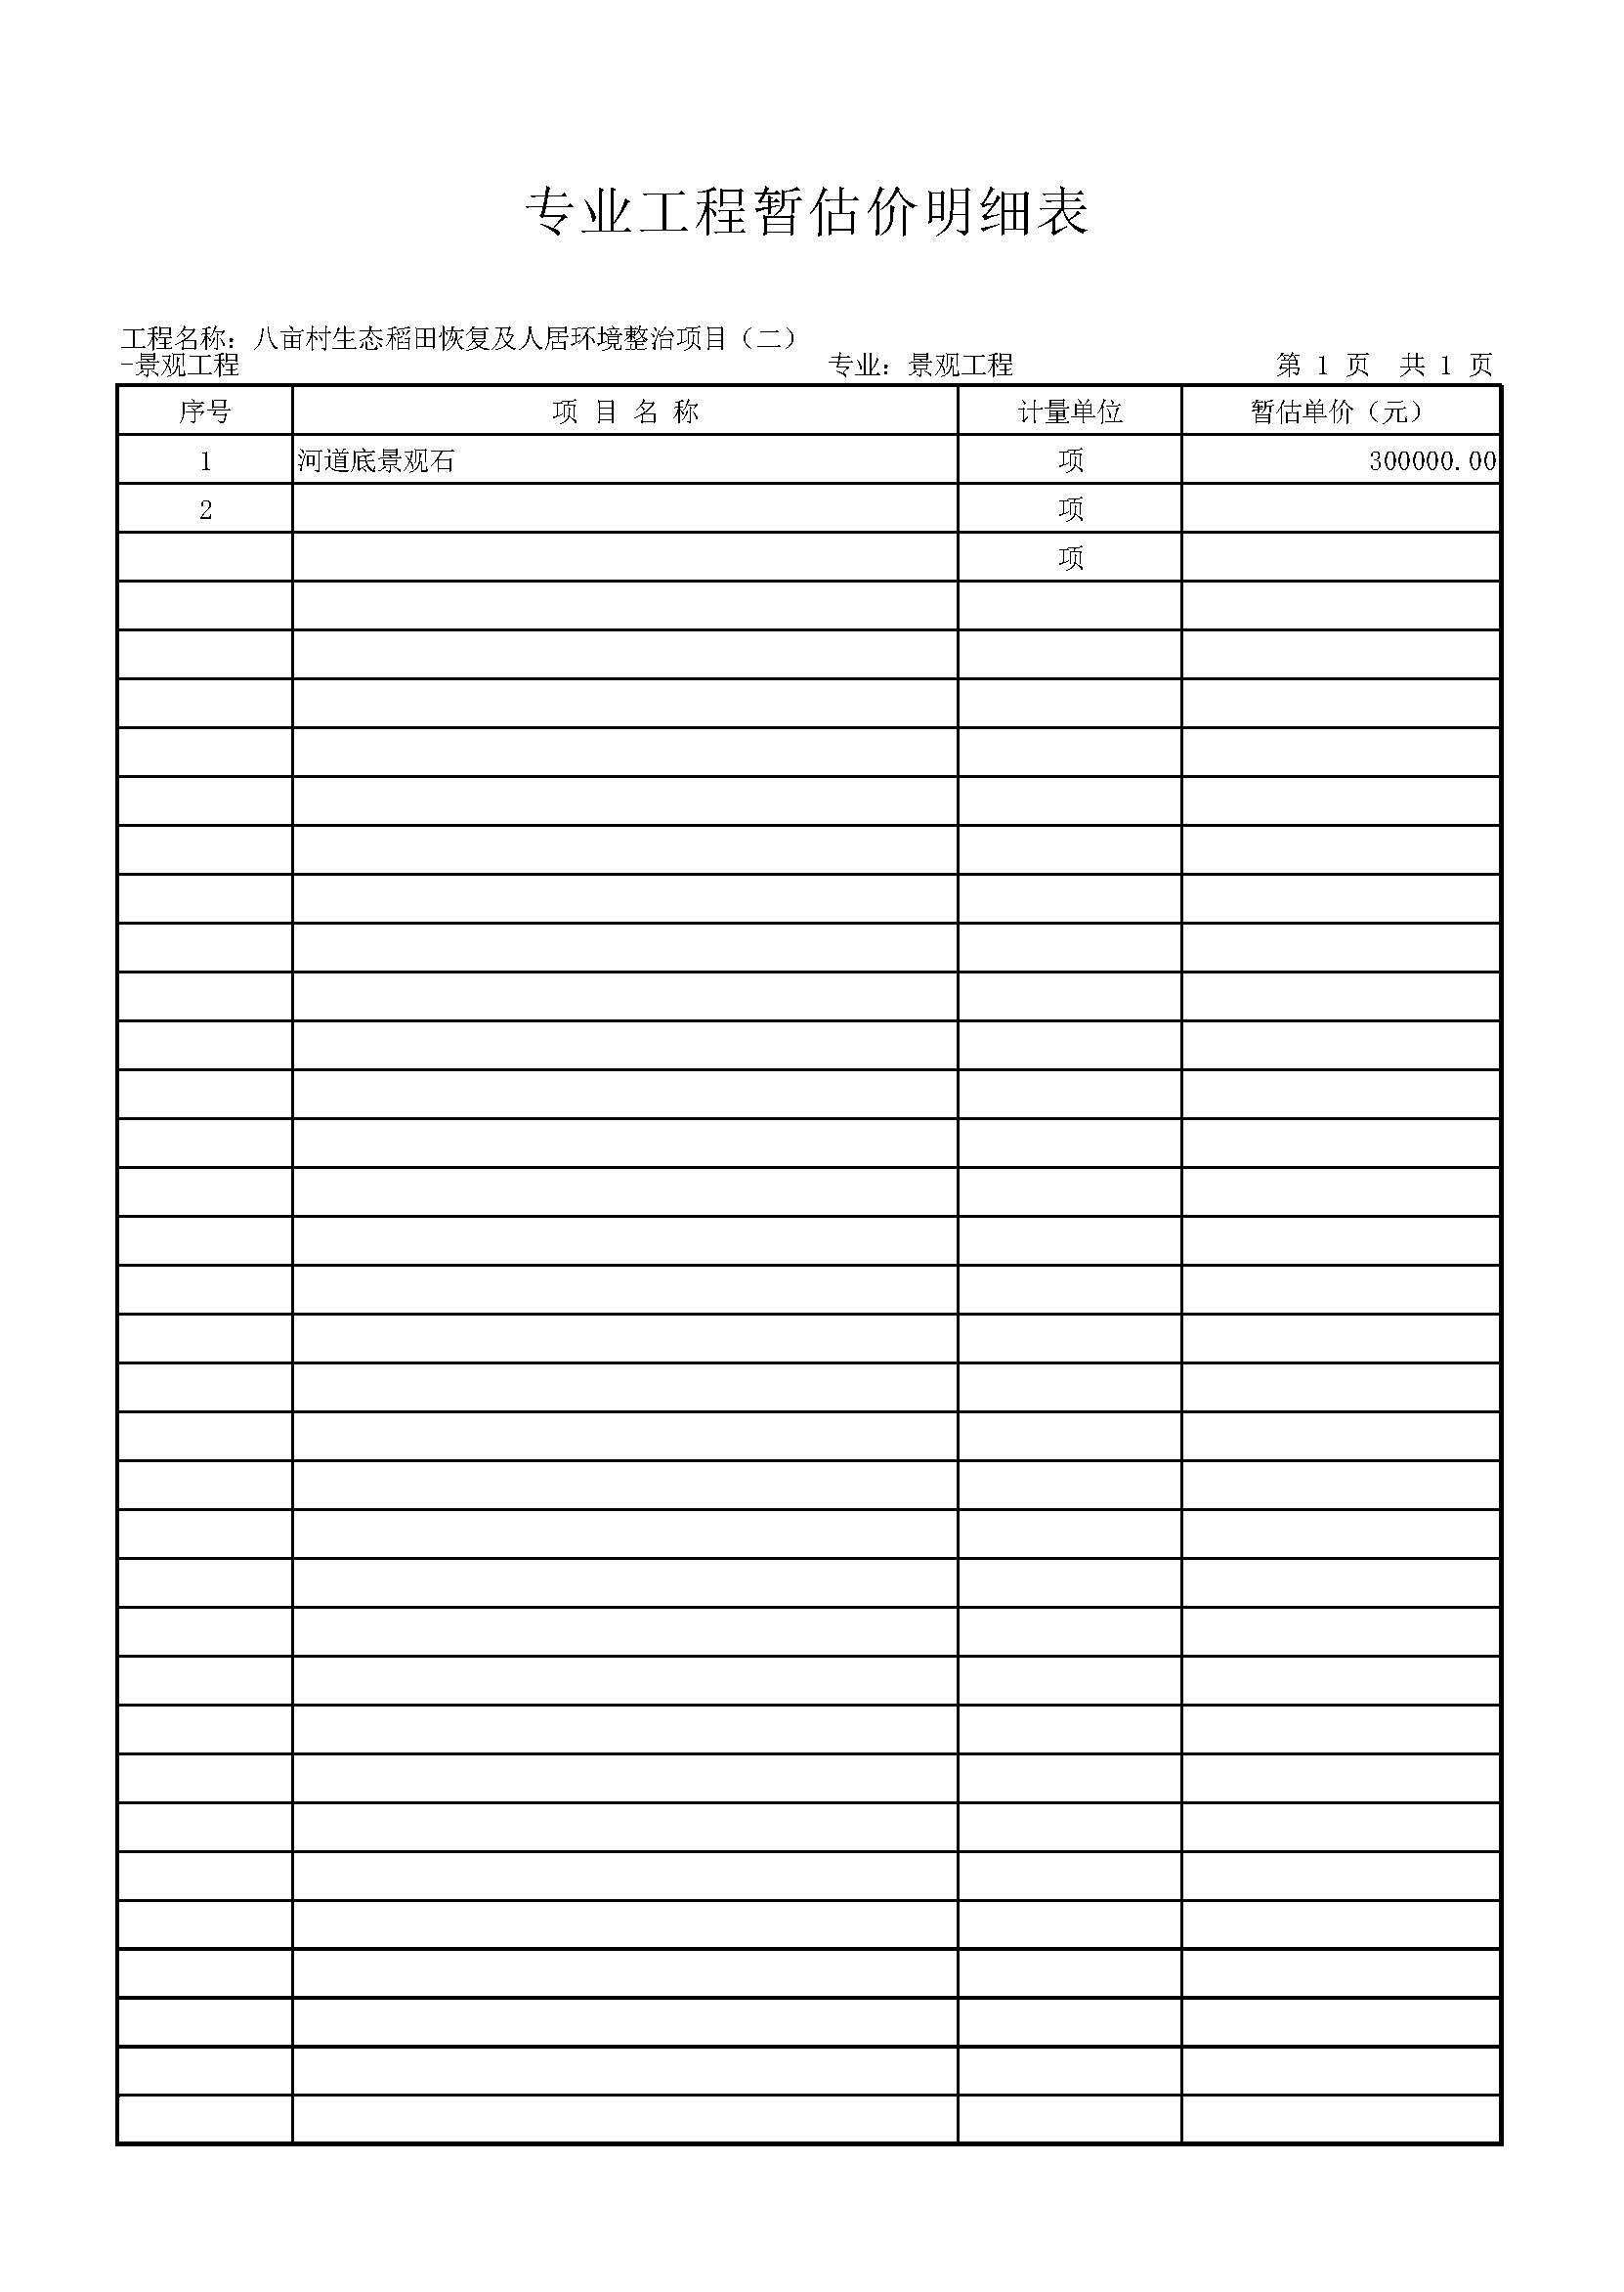 专业工程暂估价明细表
工程名称：八亩村生态稻田恢复及人居环境整治项目（二）
-景观工程 专业：景观工程 第 1 页 共 1 页
序号 项 目 名 称 计量单位 暂估单价（元）
1 河道底景观石 项 300000.00
2 项
项